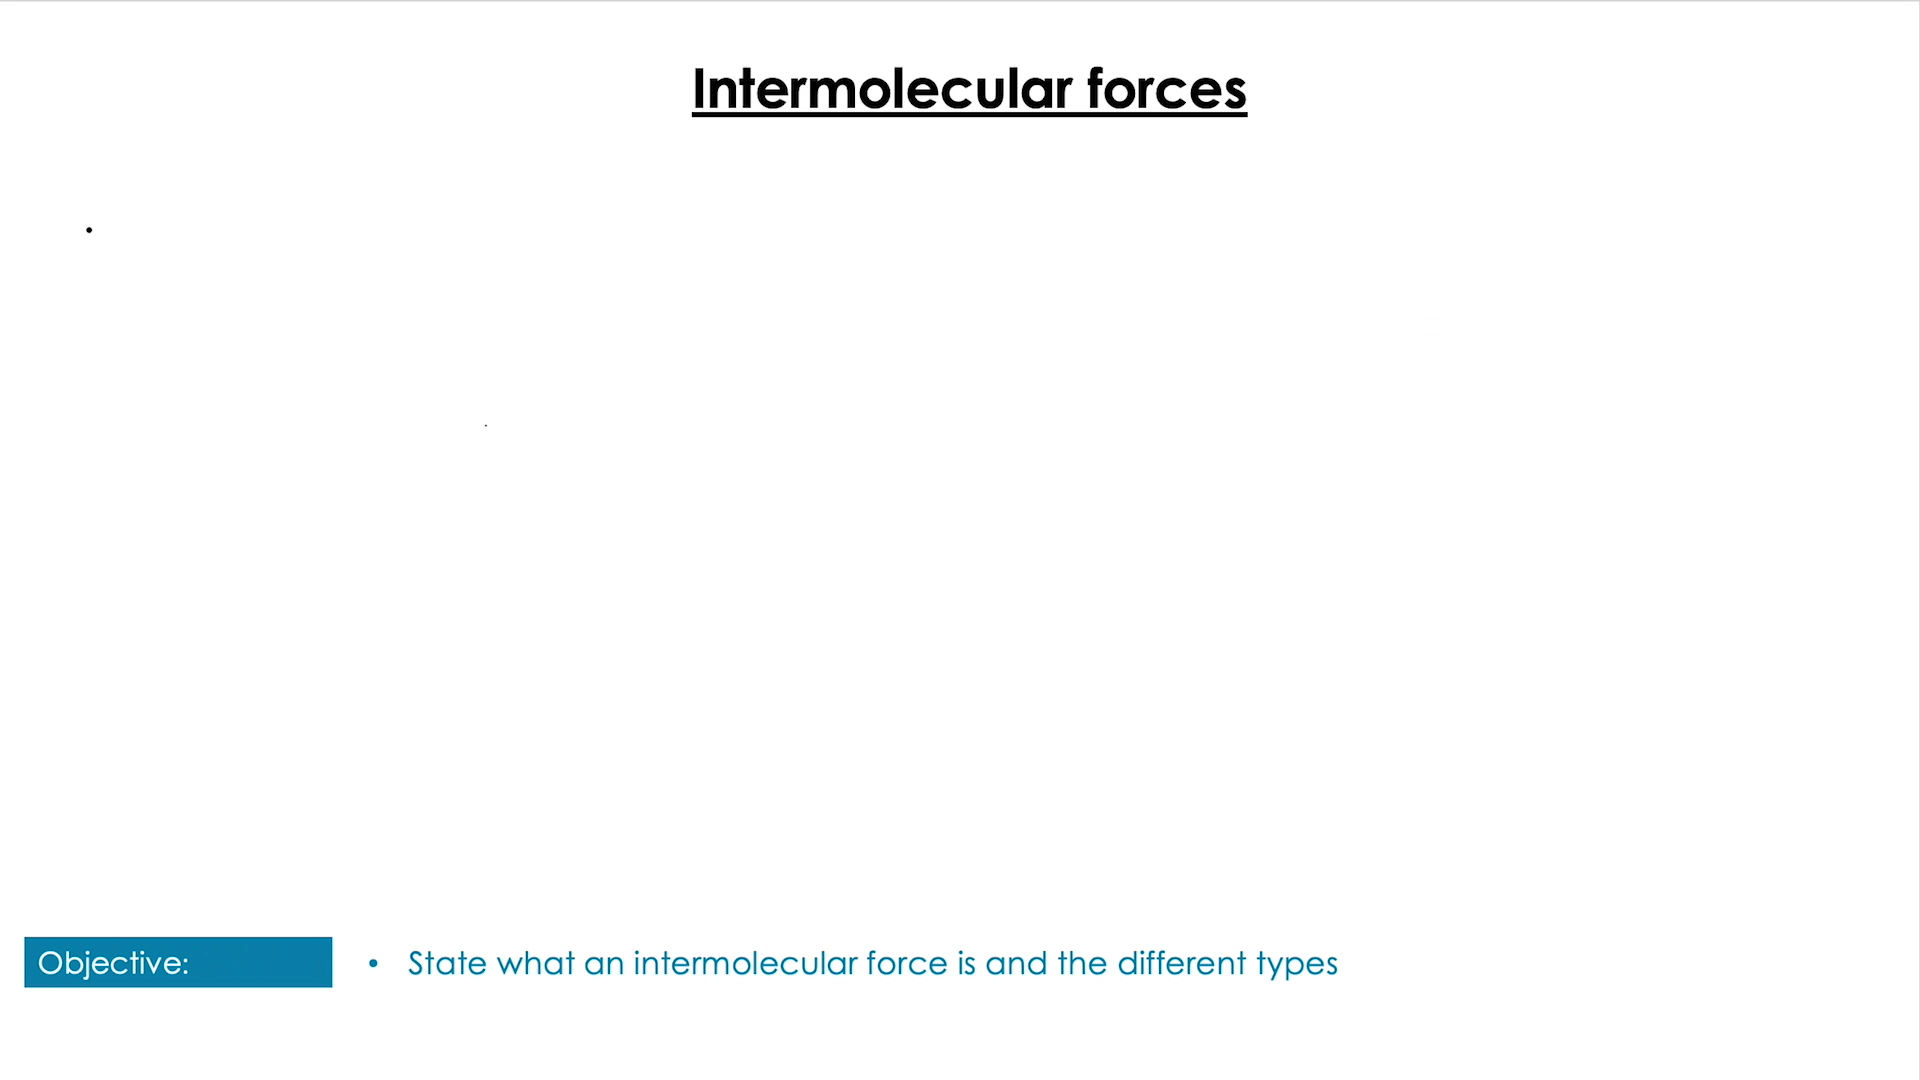 Intermolecular forces
•
Objective:
• State what an intermolecular force is and the different types